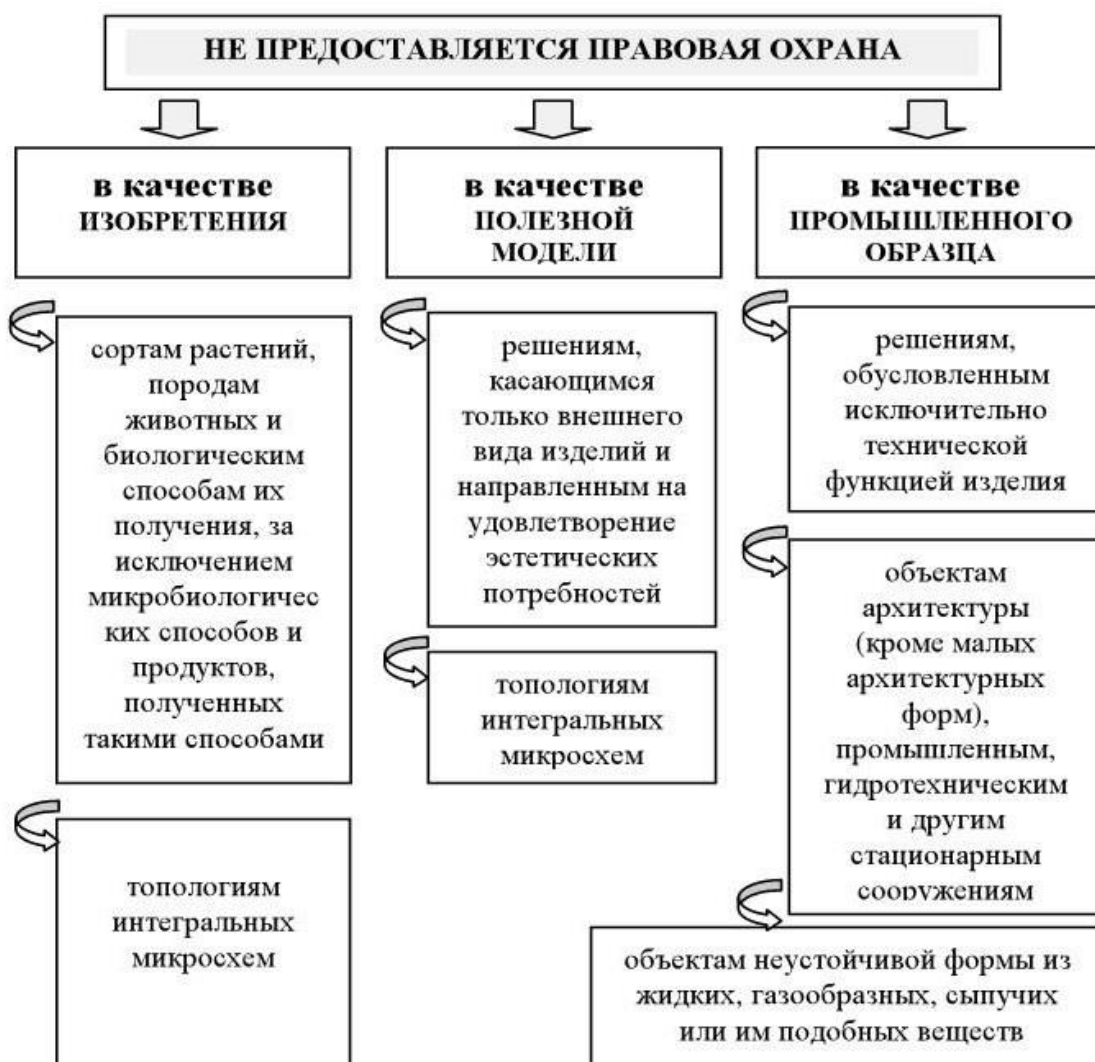 НЕ ПРЕДОСТАВЛЯЕТСЯ ПРАВОВАЯ ОХРАНА
в качестве
ИЗОБРЕТЕНИЯ
сортам растений,
породам
животных и
биологическим
способам их
получения, за
исключением
микробиологичес
ких способов и
продуктов,
полученных
такими способами
топологиям
интегральных
микросхем
в качестве
ПОЛЕЗНОЙ
МОДЕЛИ
решениям,
касающимся
только внешнего
вида изделий и
направленным на
удовлетворение
эстетических
потребностей
топологиям
интегральных
микросхем
в качестве
ПРОМЫШЛЕННОГО
ОБРАЗЦА
решениям,
обусловленным
исключительно
технической
функцией изделия
объектам
архитектуры
(кроме малых
архитектурных
форм),
промышленным,
гидротехническим
и другим
стационарным
сооружениям
объектам неустойчивой формы из
жидких, газообразных, сыпучих
или им подобных веществ